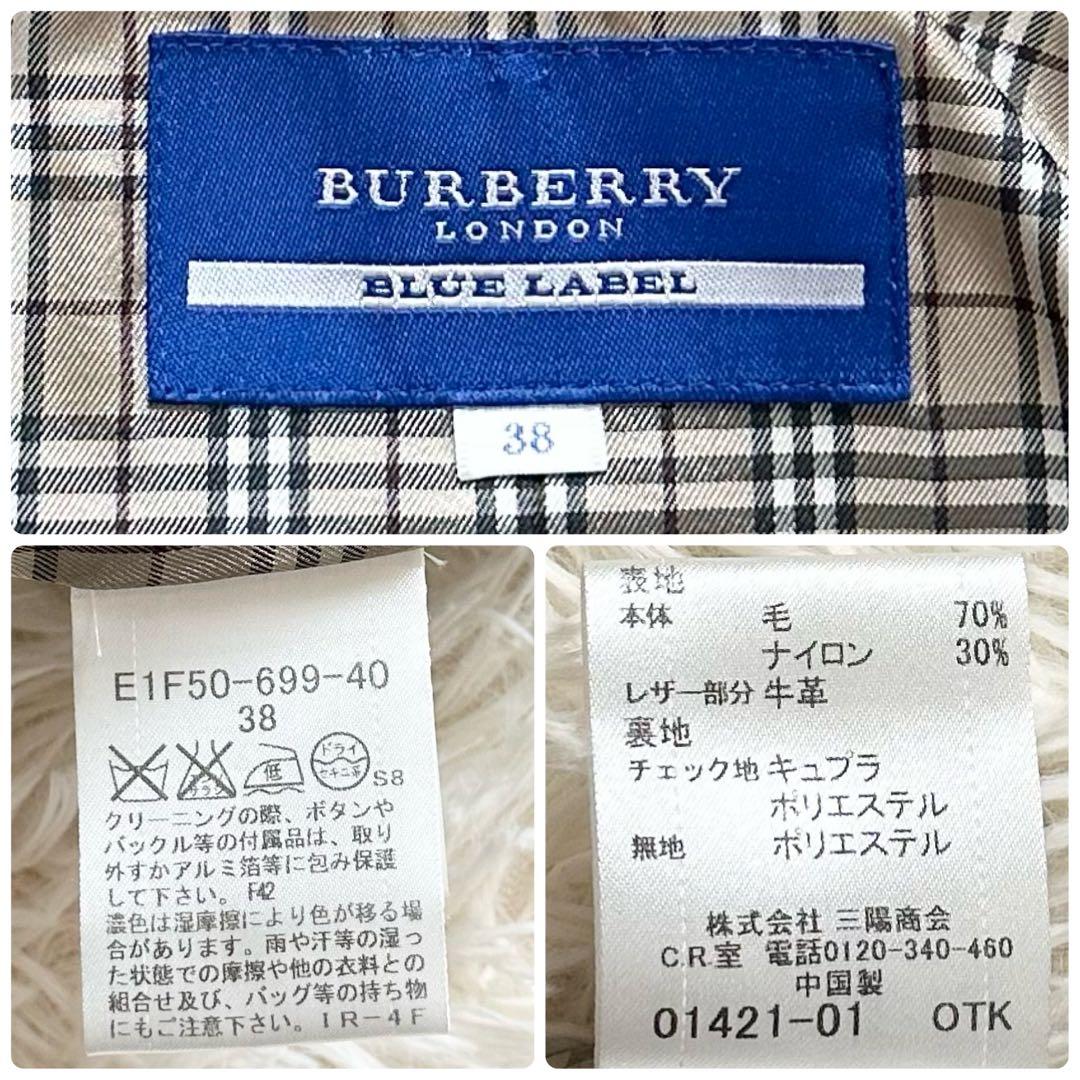 BURBERRY
LONDON
BLUE LABEL
38
E1F50-699-40
38
低
ドライ
セキユ系
S8
クリーニングの際、ボタンや
バックル等の付属品は、取り
外すかアルミ箔等に包み保護
して下さい。 F42
濃色は湿摩擦により色が移る場
合があります。雨や汗等の湿っ
た状態での摩擦や他の衣料との
組合せ及び、バッグ等の持ち物
にもご注意下さい。IR-4F
表地
本体 毛 70%
ナイロン 30%
レザー部分 牛革
裏地
チェック地 キュプラ
ポリエステル
無地 ポリエステル
株式会社 三陽商会
C.R.室 電話0120-340-460
中国製
01421-01 OTK